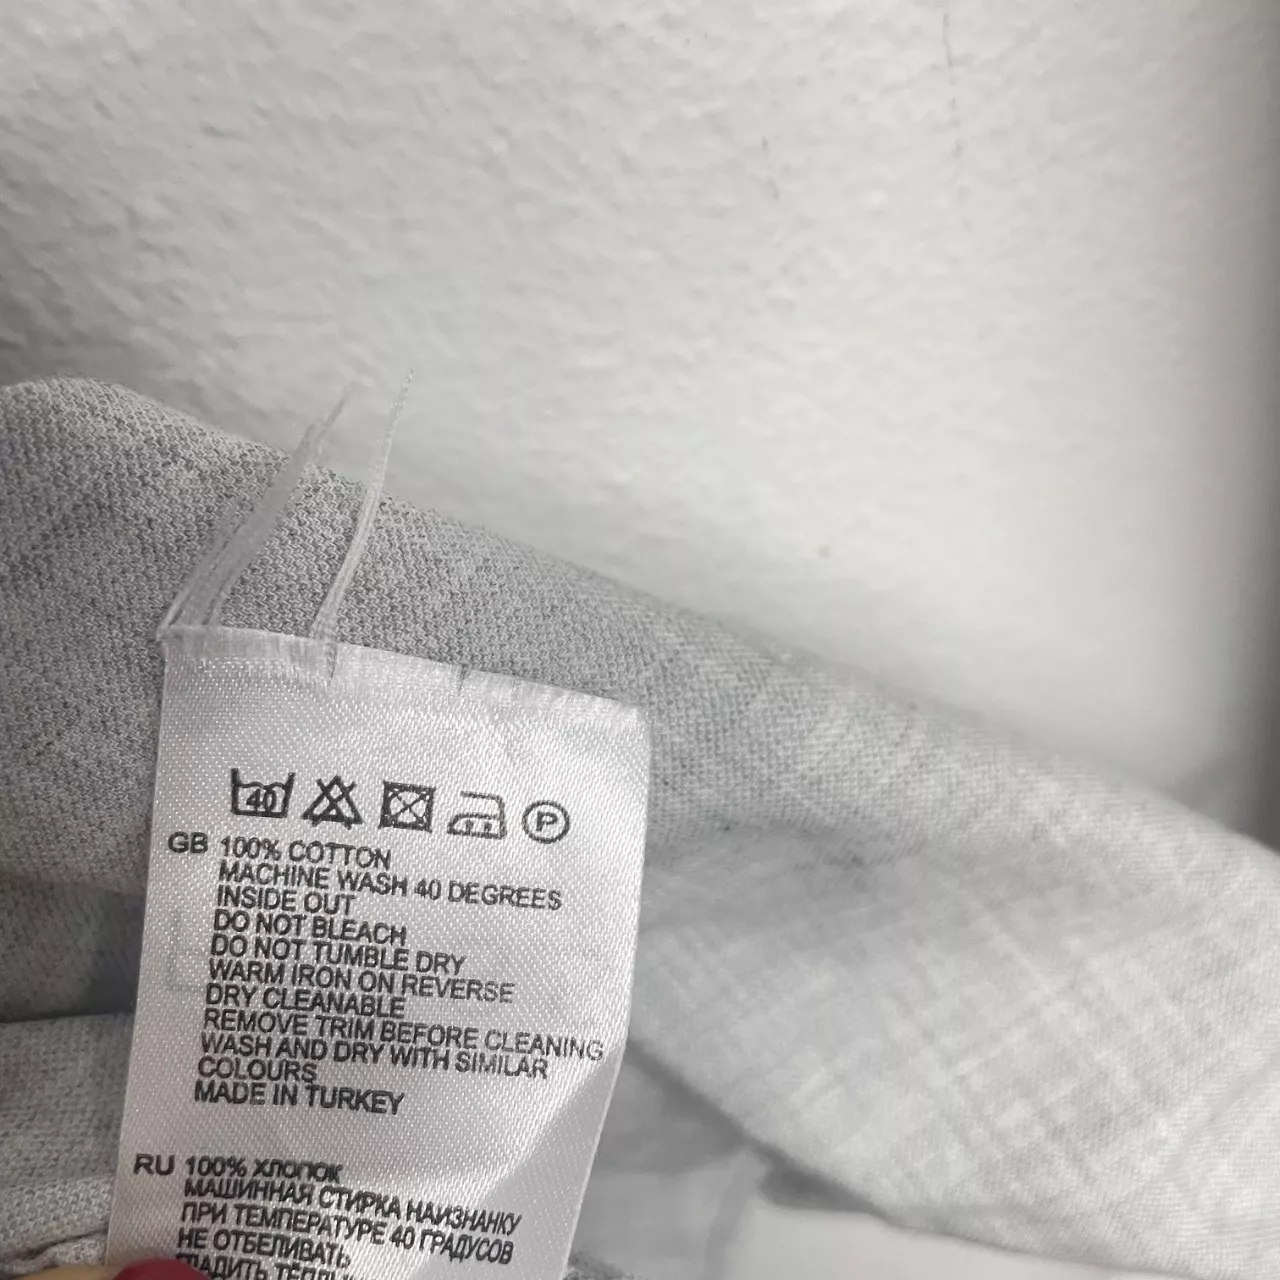 40
P
GB 100% COTTON
MACHINE WASH 40 DEGREES
INSIDE OUT
DO NOT BLEACH
DO NOT TUMBLE DRY
WARM IRON ON REVERSE
DRY CLEANABLE
REMOVE TRIM BEFORE CLEANING
WASH AND DRY WITH SIMILAR
COLOURS
MADE IN TURKEY
RU 100% ХЛОПОК
МАШИННАЯ СТИРКА НАИЗНАНКУ
ПРИ ТЕМПЕРАТУРЕ 40 ГРАДУСОВ
НЕ ОТБЕЛИВАТЬ